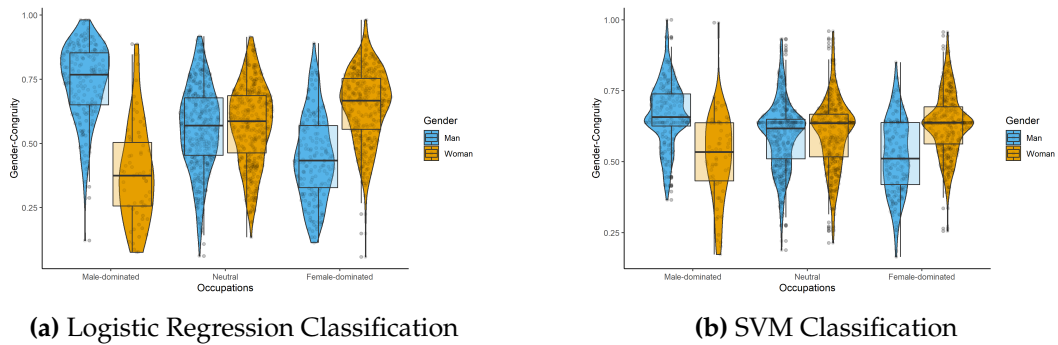 1.00
0.75
0.50
0.25
Gender-Congruity
Male-dominated Neutral Female-dominated
Occupations
Gender
Man
Woman
(a) Logistic Regression Classification
1.00
0.75
0.50
0.25
Gender-Congruity
Male-dominated Neutral Female-dominated
Occupations
Gender
Man
Woman
(b) SVM Classification